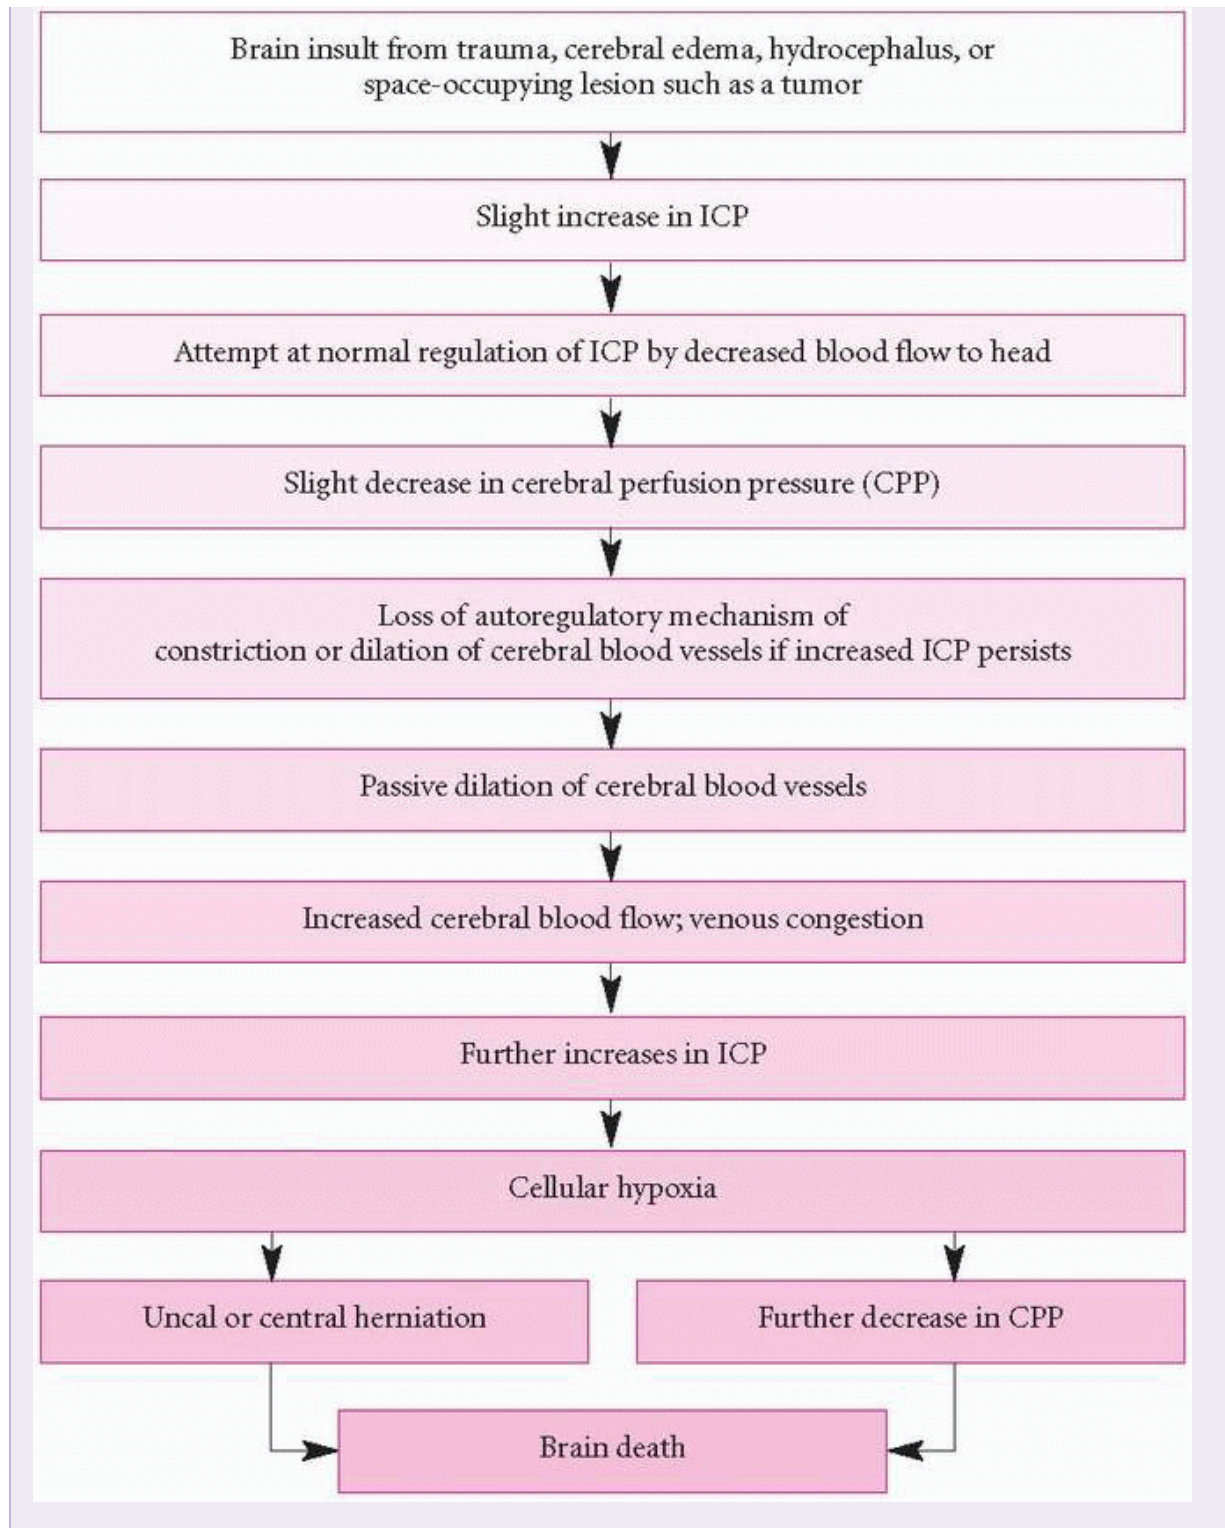 Brain insult from trauma, cerebral edema, hydrocephalus, or
space-occupying lesion such as a tumor
Slight increase in ICP
Attempt at normal regulation of ICP by decreased blood flow to head
Slight decrease in cerebral perfusion pressure (CPP)
Loss of autoregulatory mechanism of
constriction or dilation of cerebral blood vessels if increased ICP persists
Passive dilation of cerebral blood vessels
Increased cerebral blood flow; venous congestion
Further increases in ICP
Cellular hypoxia
Uncal or central herniation
Further decrease in CPP
Brain death